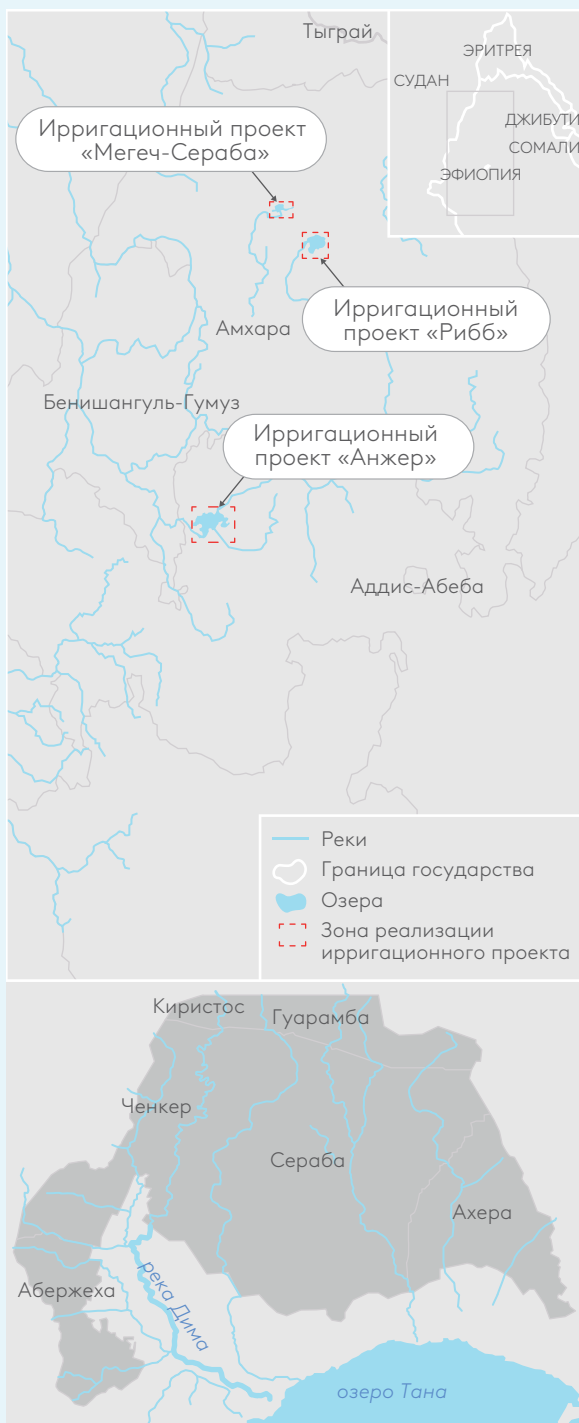 Тыграй
ЭРИТРЕЯ
СУДАН
ДЖИБУТИ
СОМАЛИ
ЭФИОПИЯ
Ирригационный проект
«Мегеч-Сераба»
Ирригационный
проект «Рибб»
Амхара
Бенишангуль-Гумуз
Ирригационный
проект «Анжер»
Аддис-Абеба
Реки
Граница государства
Озера
Зона реализации
ирригационного проекта
Киристос
Гуарамба
Ченкер
Сераба
Ахера
Абержеха
река Дима
озеро Тана